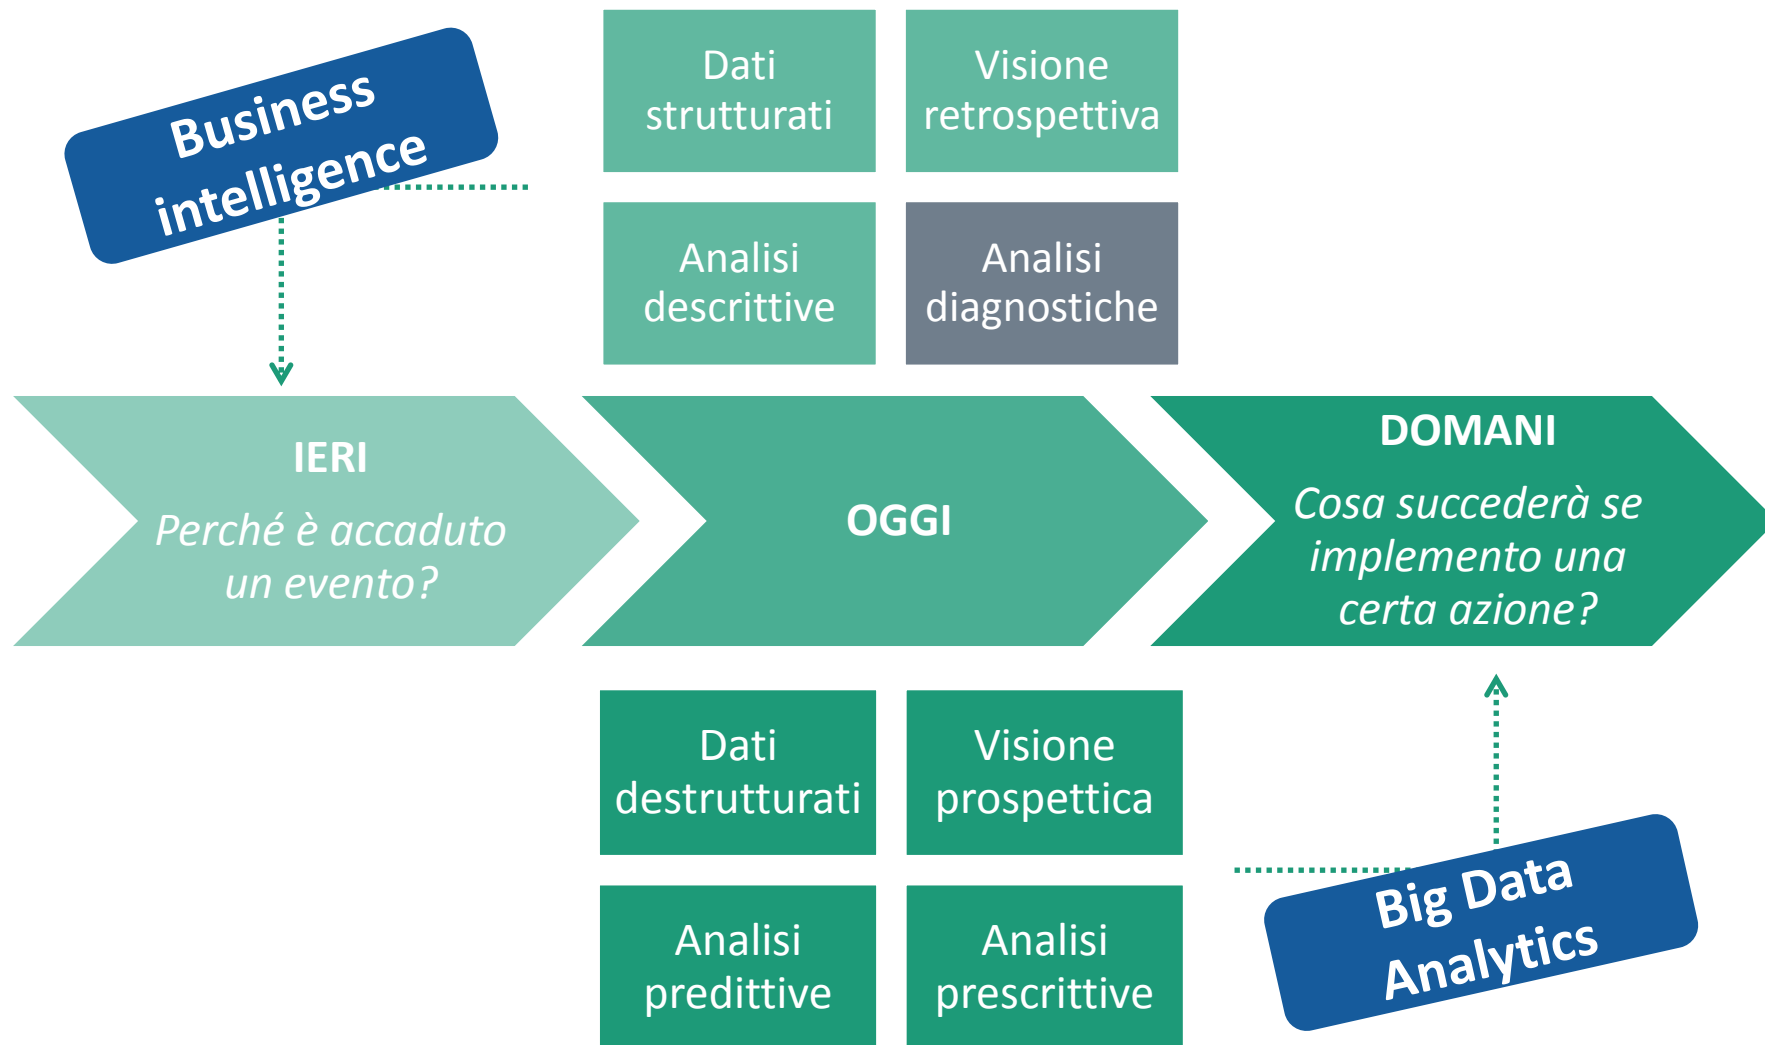 Business
intelligence
Dati
strutturati
Visione
retrospettiva
Analisi
descrittive
Analisi
diagnostiche
IERI
Perché è accaduto
un evento?
OGGI
DOMANI
Cosa succederà se
implemento una
certa azione?
Dati
destrutturati
Visione
prospettica
Analisi
predittive
Analisi
prescrittive
Big Data
Analytics